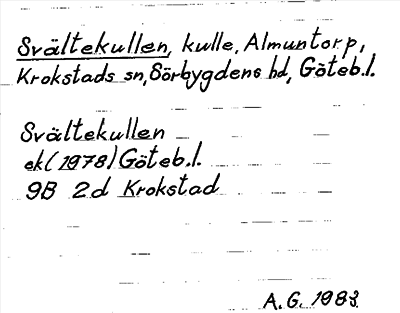 Svältekullen, kulle, Almuntorp,
Krokstads sn, Sörbygdens hd, Göteb.l.
Svältekullen
ek (1978) Göteb.l.
9B 2d Krokstad
A.G. 1983.